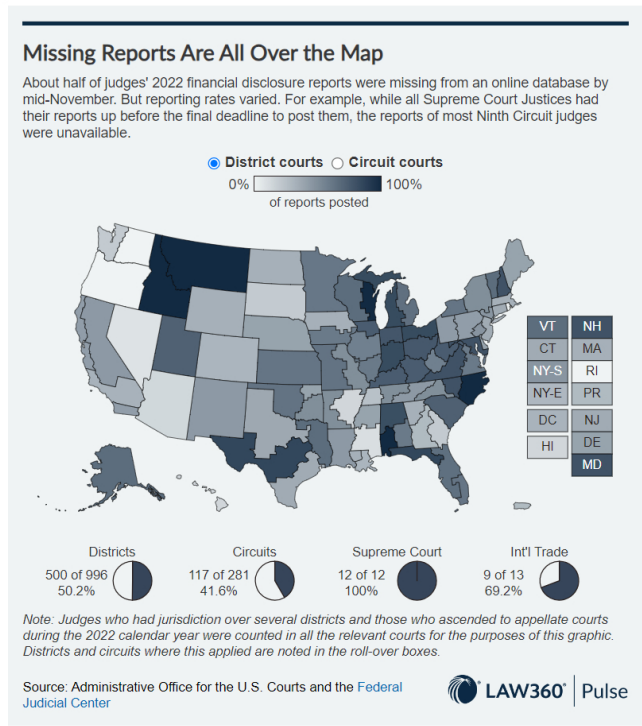 Missing Reports Are All Over the Map
About half of judges' 2022 financial disclosure reports were missing from an online database by
mid-November. But reporting rates varied. For example, while all Supreme Court Justices had
their reports up before the final deadline to post them, the reports of most Ninth Circuit judges
were unavailable.
District courts Circuit courts
0% 100%
of reports posted
VT NH
CT MA
NY-S RI
NY-E PR
DC NJ
HI DE
MD
Districts Circuits Supreme Court Int'l Trade
500 of 996 117 of 281 12 of 12 9 of 13
50.2% 41.6% 100% 69.2%
Note: Judges who had jurisdiction over several districts and those who ascended to appellate courts
during the 2022 calendar year were counted in all the relevant courts for the purposes of this graphic.
Districts and circuits where this applied are noted in the roll-over boxes.
Source: Administrative Office for the U.S. Courts and the Federal
Judicial Center
LAW360® | Pulse